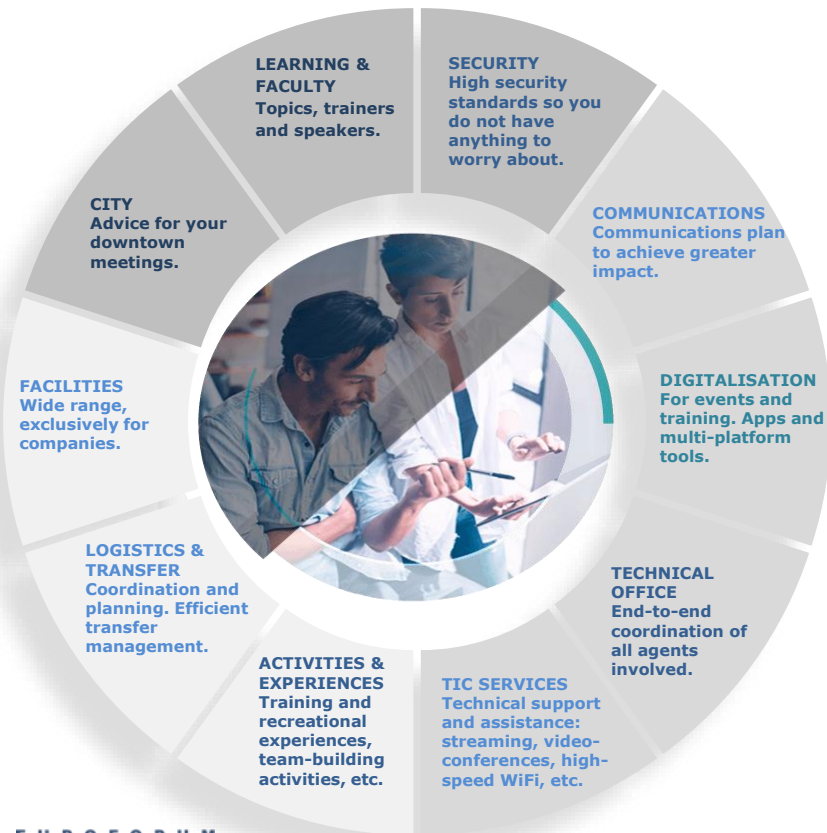 LEARNING &
FACULTY
Topics, trainers
and speakers.
SECURITY
High security
standards so you
do not have
anything to
worry about.
COMMUNICATIONS
Communications plan
to achieve greater
impact.
DIGITALISATION
For events and
training. Apps and
multi-platform
tools.
TECHNICAL
OFFICE
End-to-end
coordination of
all agents
involved.
TIC SERVICES
Technical support
and assistance:
streaming, video-
conferences, high-
speed WiFi, etc.
ACTIVITIES &
EXPERIENCES
Training and
recreational
experiences,
team-building
activities, etc.
LOGISTICS &
TRANSFER
Coordination and
planning. Efficient
transfer
management.
FACILITIES
Wide range,
exclusively for
companies.
CITY
Advice for your
downtown
meetings.